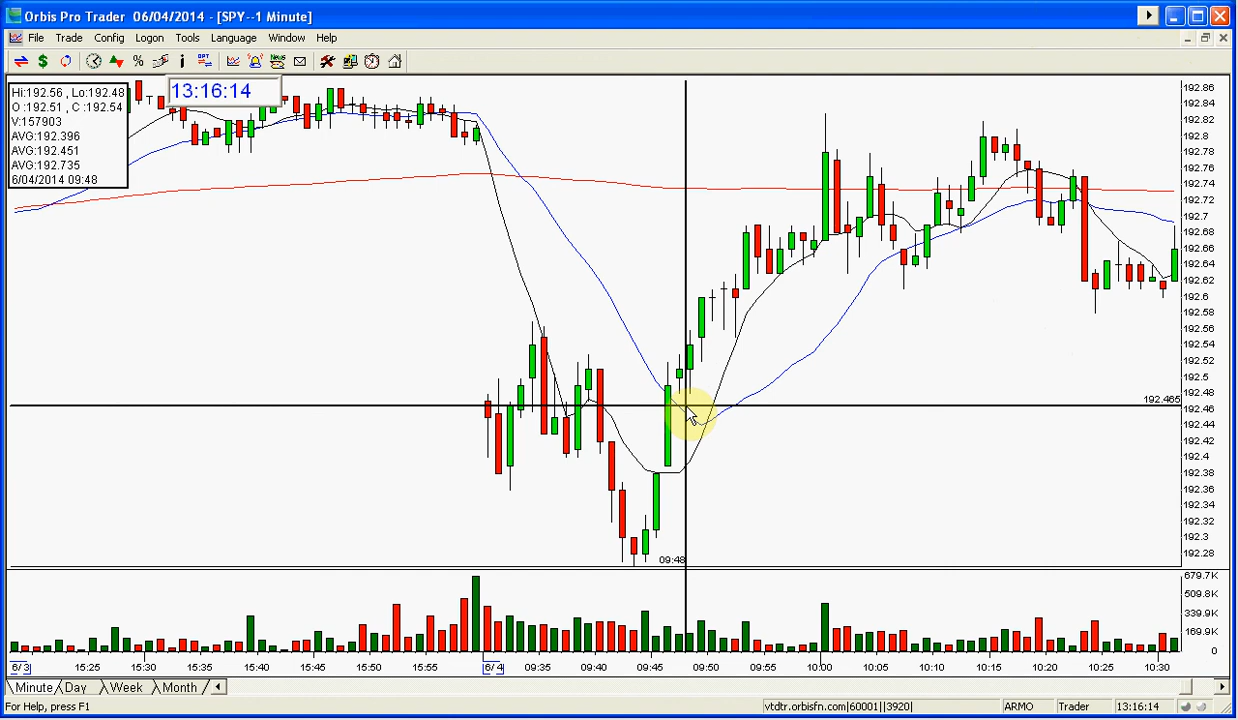 Orbis Pro Trader 06/04/2014 - [SPY--1 Minute]
File Trade Config Logon Tools Language Window Help
OPT News
Hi:192.56 , Lo:192.48
O :192.51 , C :192.54
V:157903
AVG:192.396
AVG:192.451
AVG:192.735
6/04/2014 09:48
13:16:14
192.86
192.84
192.82
192.8
192.78
192.76
192.74
192.72
192.7
192.68
192.66
192.64
192.62
192.6
192.58
192.56
192.54
192.52
192.5
192.48
192.465
192.46
192.44
192.42
192.4
192.38
192.36
192.34
192.32
192.3
192.28
09:48
679.7K
509.8K
339.9K
169.9K
0
6/3 15:25 15:30 15:35 15:40 15:45 15:50 15:55 6/4 09:35 09:40 09:45 09:50 09:55 10:00 10:05 10:10 10:15 10:20 10:25 10:30
Minute Day Week Month
For Help, press F1 vtdtr.orbisfn.com|60001||3920| ARMO Trader 13:16:14